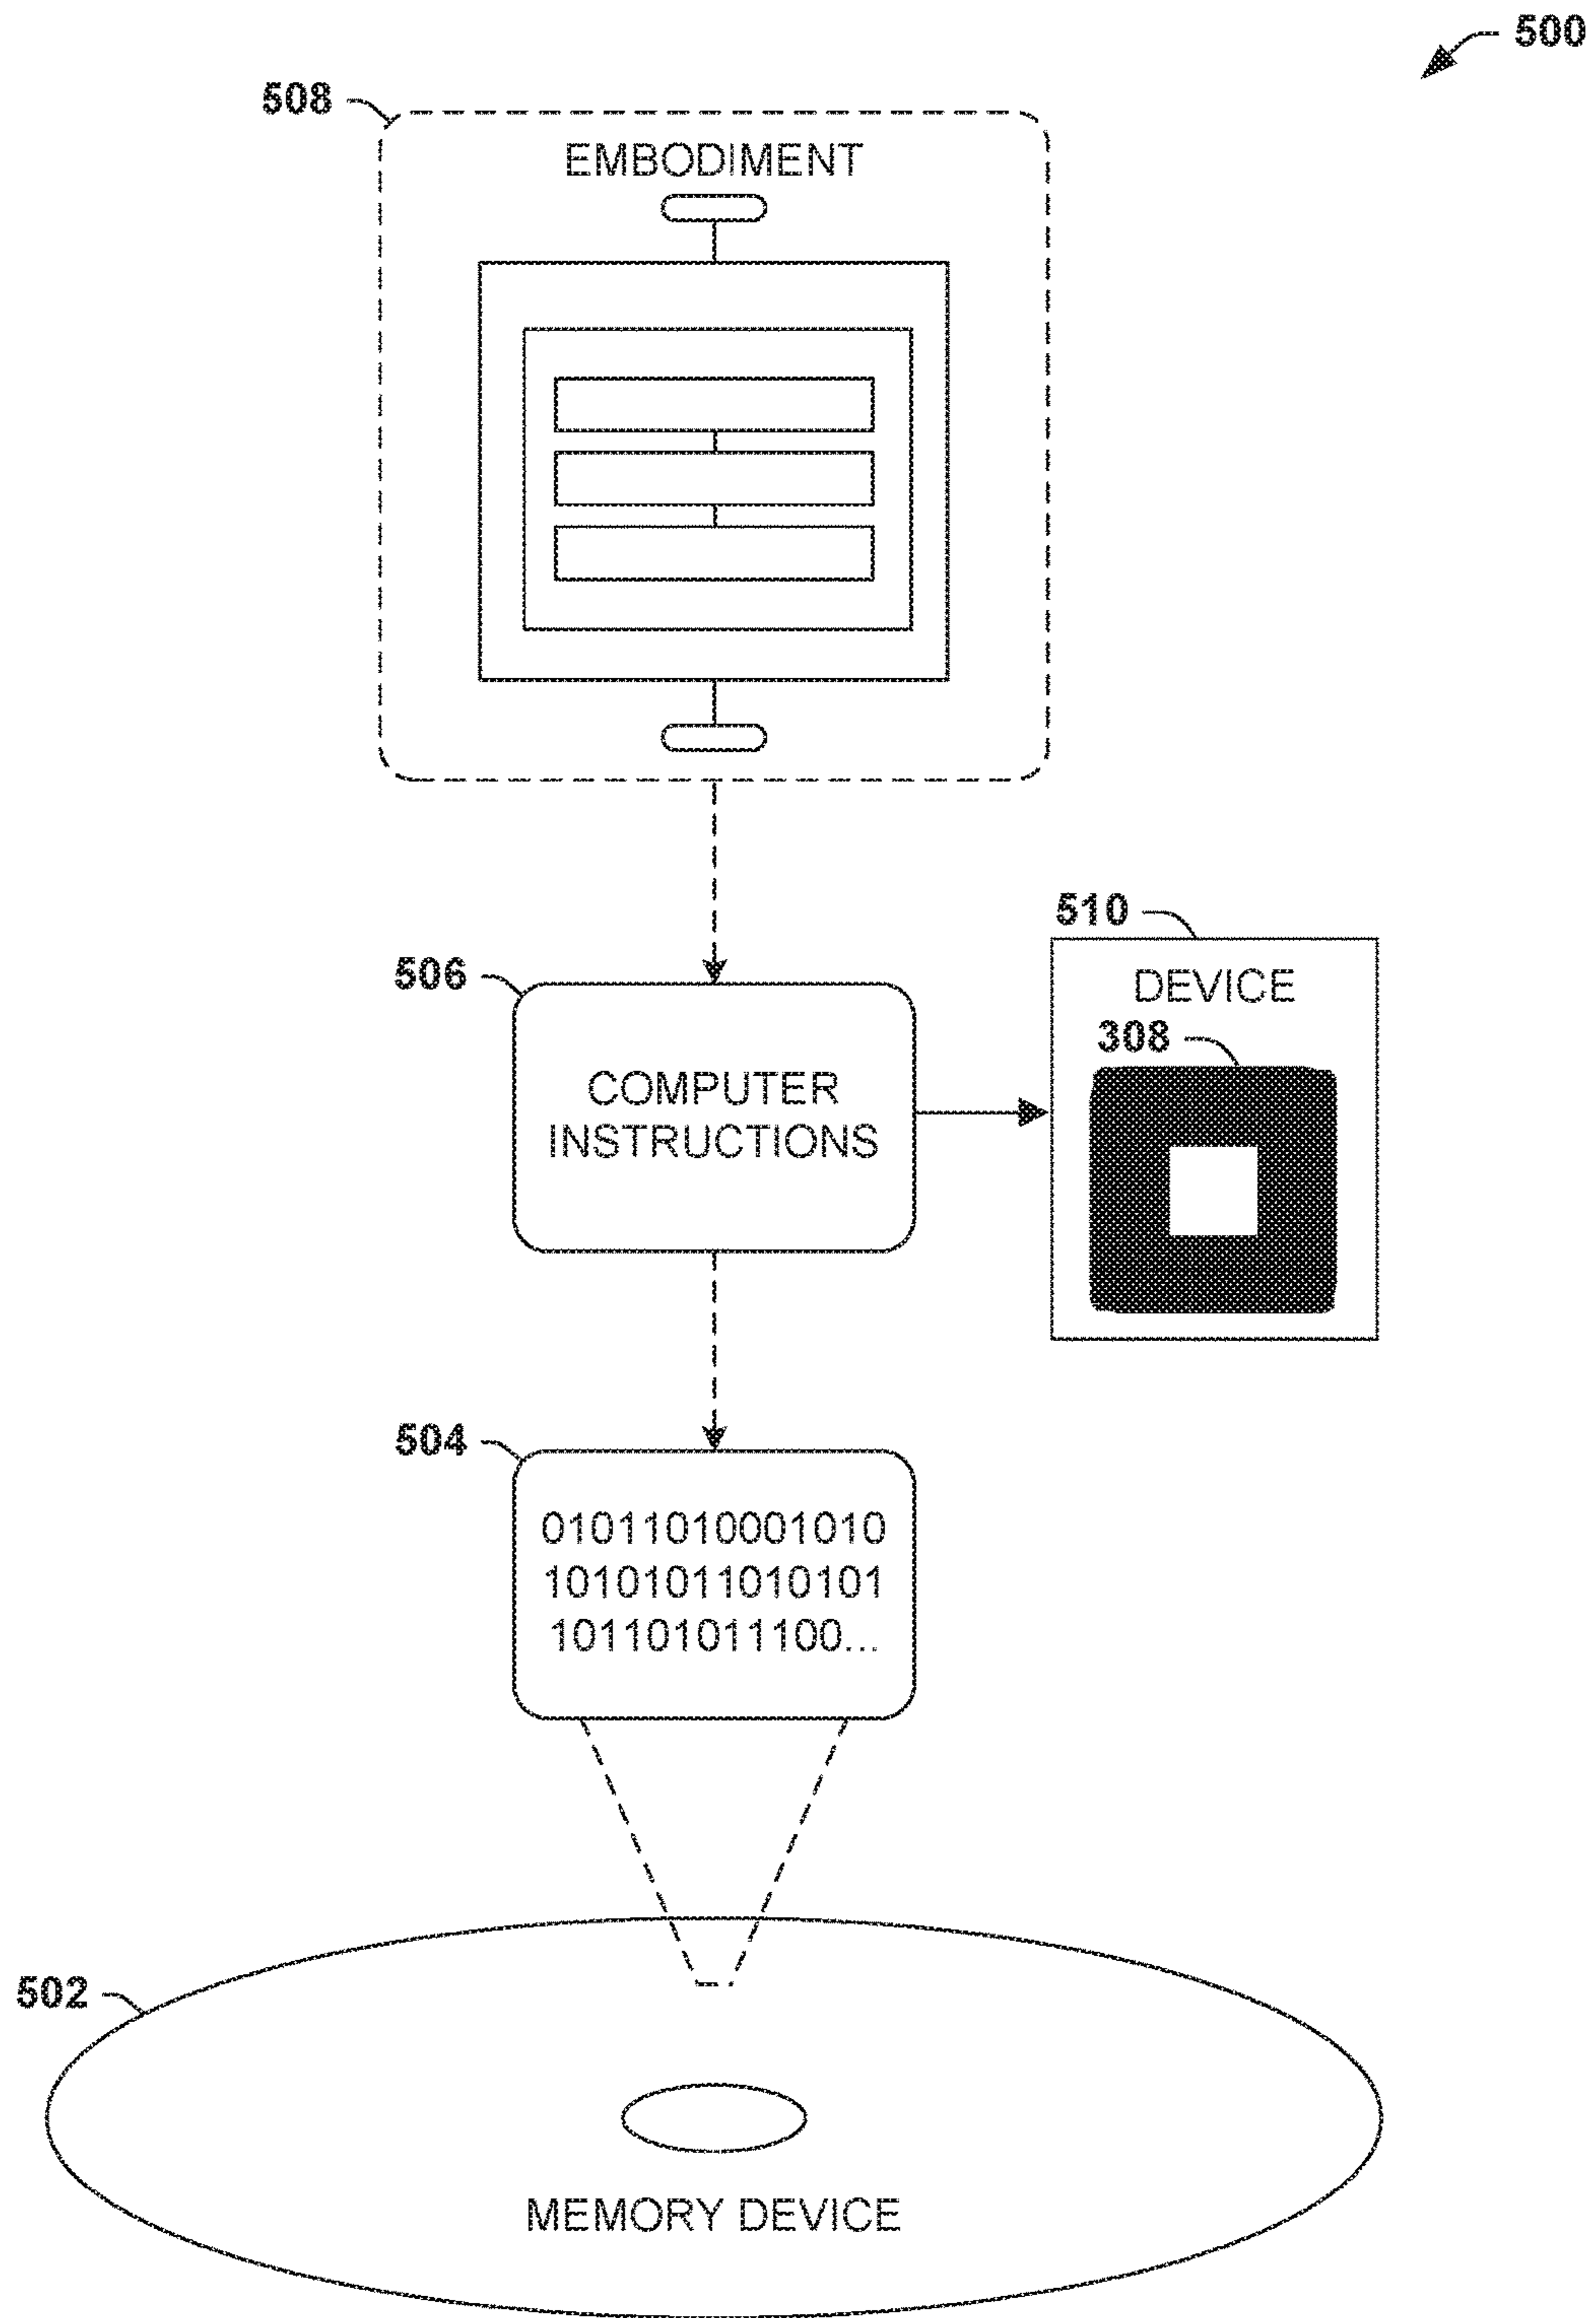 500
508
EMBODIMENT
510
506
DEVICE
308
COMPUTER
INSTRUCTIONS
504
01011010001010
10101011010101
101101011100...
502
MEMORY DEVICE